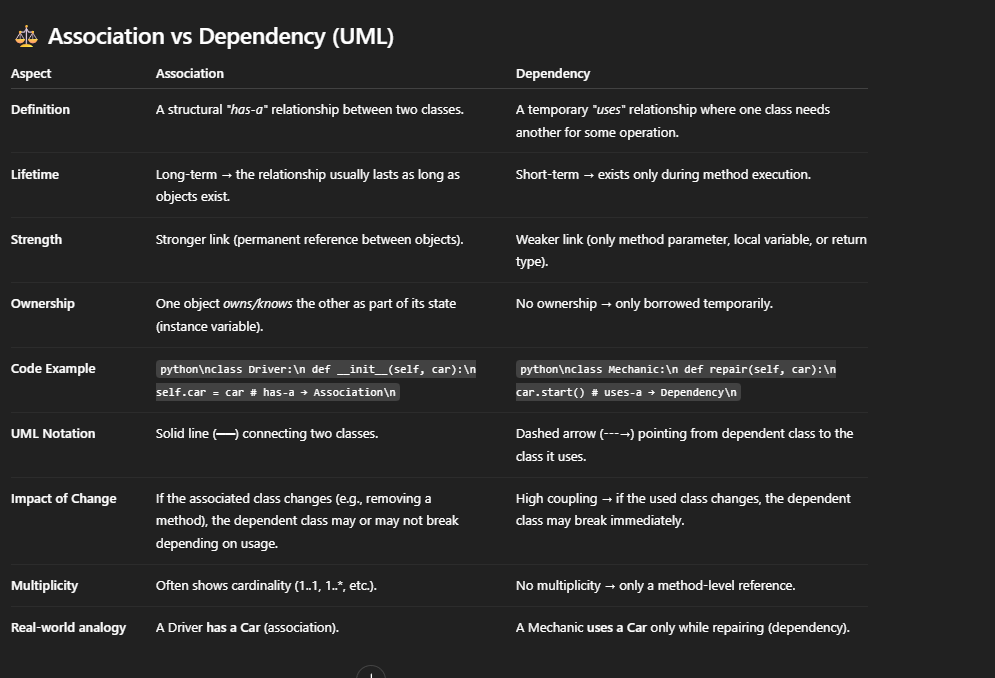 ⚖️ Association vs Dependency (UML)
Aspect Association Dependency
Definition A structural "has-a" relationship between two classes. A temporary "uses" relationship where one class needs
another for some operation.
Lifetime Long-term → the relationship usually lasts as long as Short-term → exists only during method execution.
objects exist.
Strength Stronger link (permanent reference between objects). Weaker link (only method parameter, local variable, or return
type).
Ownership One object owns/knows the other as part of its state No ownership → only borrowed temporarily.
(instance variable).
Code Example python\nclass Driver:\n def __init__(self, car):\n python\nclass Mechanic:\n def repair(self, car):\n
self.car = car # has-a → Association\n car.start() # uses-a → Dependency\n
UML Notation Solid line (──) connecting two classes. Dashed arrow (---→) pointing from dependent class to the
class it uses.
Impact of Change If the associated class changes (e.g., removing a High coupling → if the used class changes, the dependent
method), the dependent class may or may not break class may break immediately.
depending on usage.
Multiplicity Often shows cardinality (1..1, 1..*, etc.). No multiplicity → only a method-level reference.
Real-world analogy A Driver has a Car (association). A Mechanic uses a Car only while repairing (dependency).